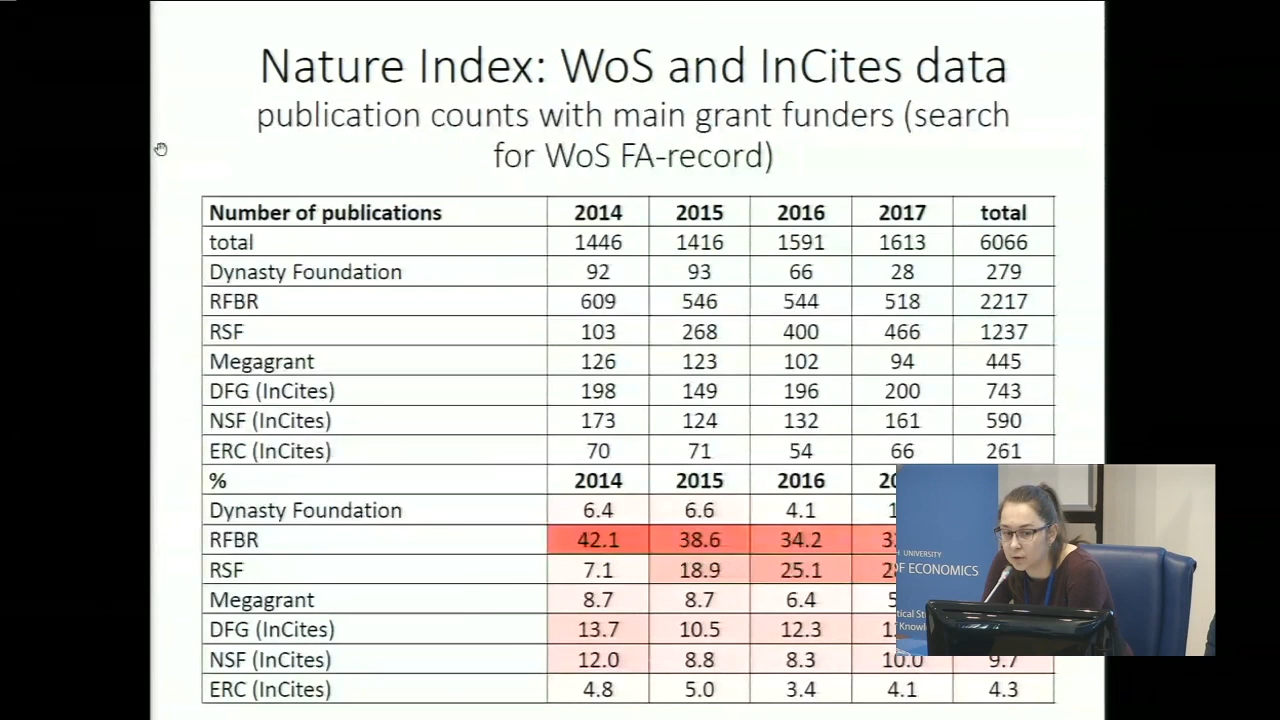 Nature Index: WoS and InCites data
publication counts with main grant funders (search
for WoS FA-record)
Number of publications 2014 2015 2016 2017 total
total 1446 1416 1591 1613 6066
Dynasty Foundation 92 93 66 28 279
RFBR 609 546 544 518 2217
RSF 103 268 400 466 1237
Megagrant 126 123 102 94 445
DFG (InCites) 198 149 196 200 743
NSF (InCites) 173 124 132 161 590
ERC (InCites) 70 71 54 66 261
% 2014 2015 2016
Dynasty Foundation 6.4 6.6 4.1
RFBR 42.1 38.6 34.2
RSF 7.1 18.9 25.1
Megagrant 8.7 8.7 6.4
DFG (InCites) 13.7 10.5 12.3
NSF (InCites) 12.0 8.8 8.3 10.0 9.7
ERC (InCites) 4.8 5.0 3.4 4.1 4.3
UNIVERSITY
OF ECONOMICS